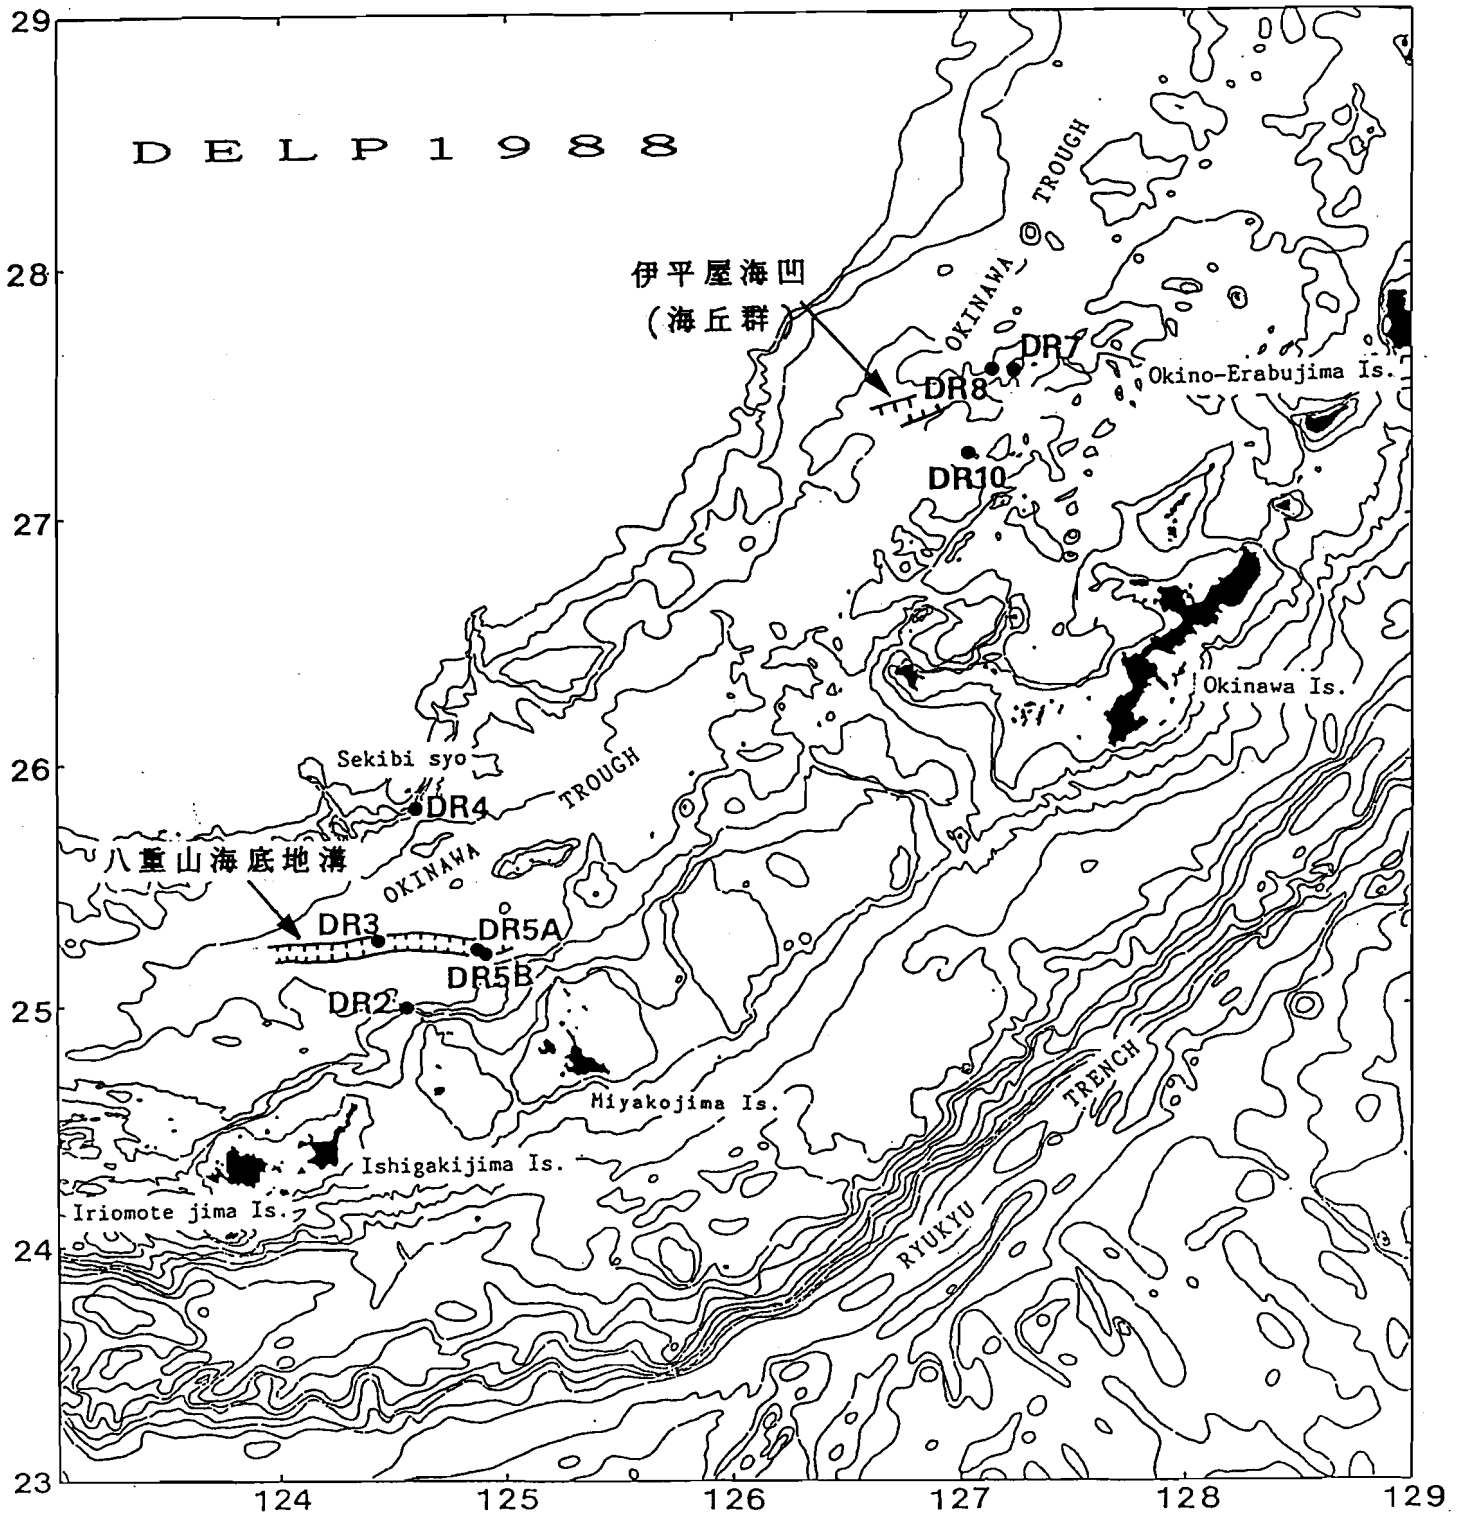 29
DELP1988
OKINAWA TROUGH
28
伊平屋海凹
(海丘群)
DR7
Okino-Erabujima Is.
DR8
DR10
27
Okinawa Is.
26
Sekibi syo
OKINAWA TROUGH
DR4
八重山海底地溝
DR3
DR5A
DR5B
DR2
25
Miyakojima Is.
RYUKYU TRENCH
Ishigakijima Is.
Iriomote jima Is.
24
23
124
125
126
127
128
129